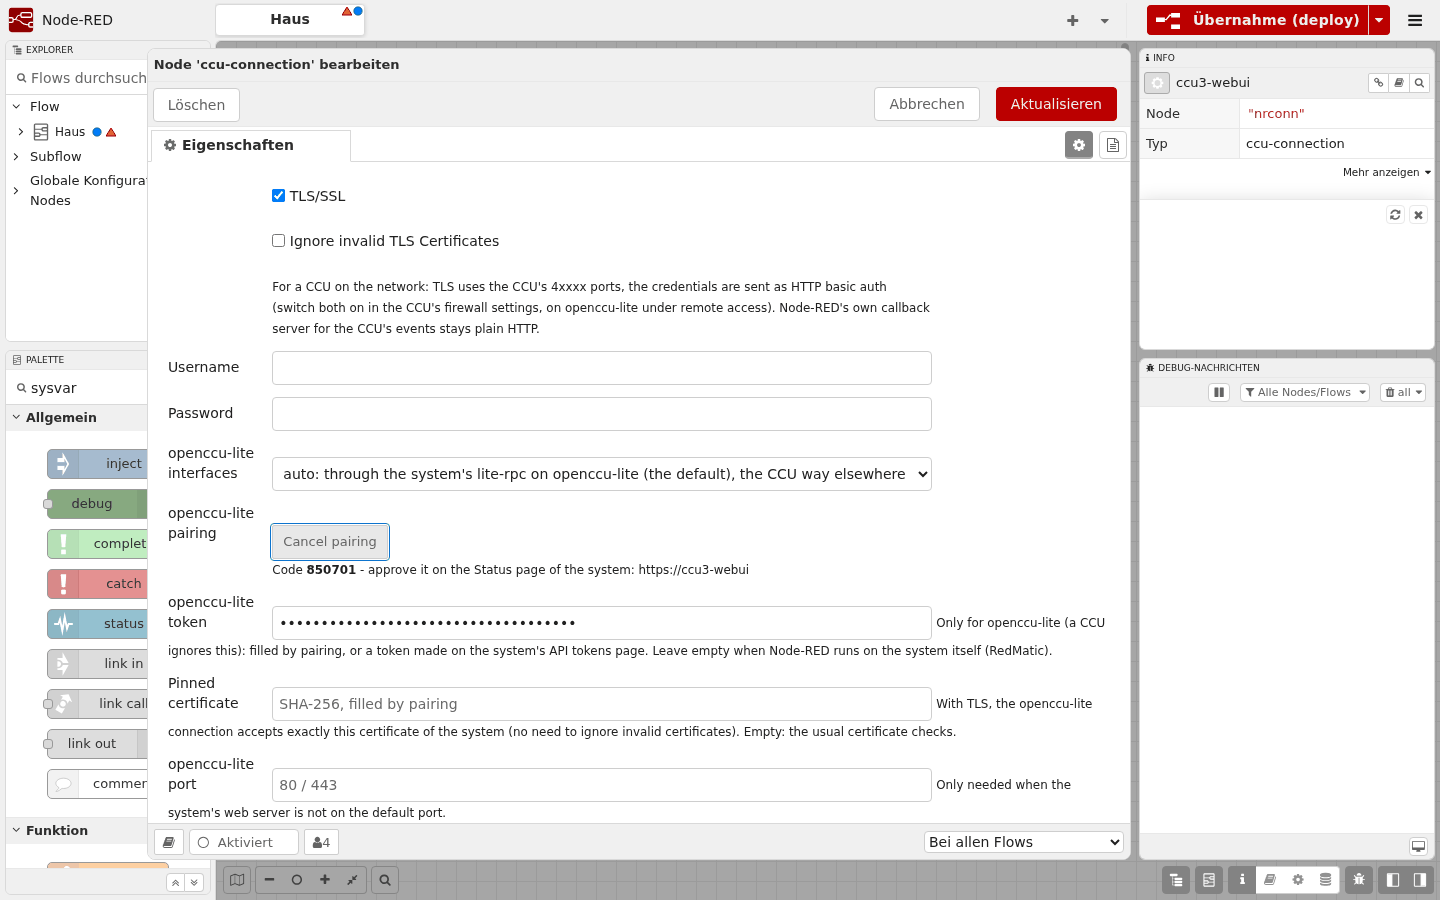 Node-RED
Haus
Übernahme (deploy)
EXPLORER
Flows durchsuch
Flow
Haus
Subflow
Globale Konfigurat
Nodes
PALETTE
sysvar
Allgemein
inject
debug
complet
catch
status
link in
link call
link out
commen
Funktion
Node 'ccu-connection' bearbeiten
Löschen
Abbrechen
Aktualisieren
Eigenschaften
TLS/SSL
Ignore invalid TLS Certificates
For a CCU on the network: TLS uses the CCU's 4xxxx ports, the credentials are sent as HTTP basic auth
(switch both on in the CCU's firewall settings, on openccu-lite under remote access). Node-RED's own callback
server for the CCU's events stays plain HTTP.
Username
Password
openccu-lite
interfaces
auto: through the system's lite-rpc on openccu-lite (the default), the CCU way elsewhere
openccu-lite
pairing
Cancel pairing
Code 850701 - approve it on the Status page of the system: https://ccu3-webui
openccu-lite
token
•••••••••••••••••••••••••••••••••••• Only for openccu-lite (a CCU
ignores this): filled by pairing, or a token made on the system's API tokens page. Leave empty when Node-RED runs on the system itself (RedMatic).
Pinned
certificate
SHA-256, filled by pairing With TLS, the openccu-lite
connection accepts exactly this certificate of the system (no need to ignore invalid certificates). Empty: the usual certificate checks.
openccu-lite
port
80 / 443 Only needed when the
system's web server is not on the default port.
Aktiviert
4
Bei allen Flows
INFO
ccu3-webui
Node "nrconn"
Typ ccu-connection
Mehr anzeigen
DEBUG-NACHRICHTEN
Alle Nodes/Flows
all